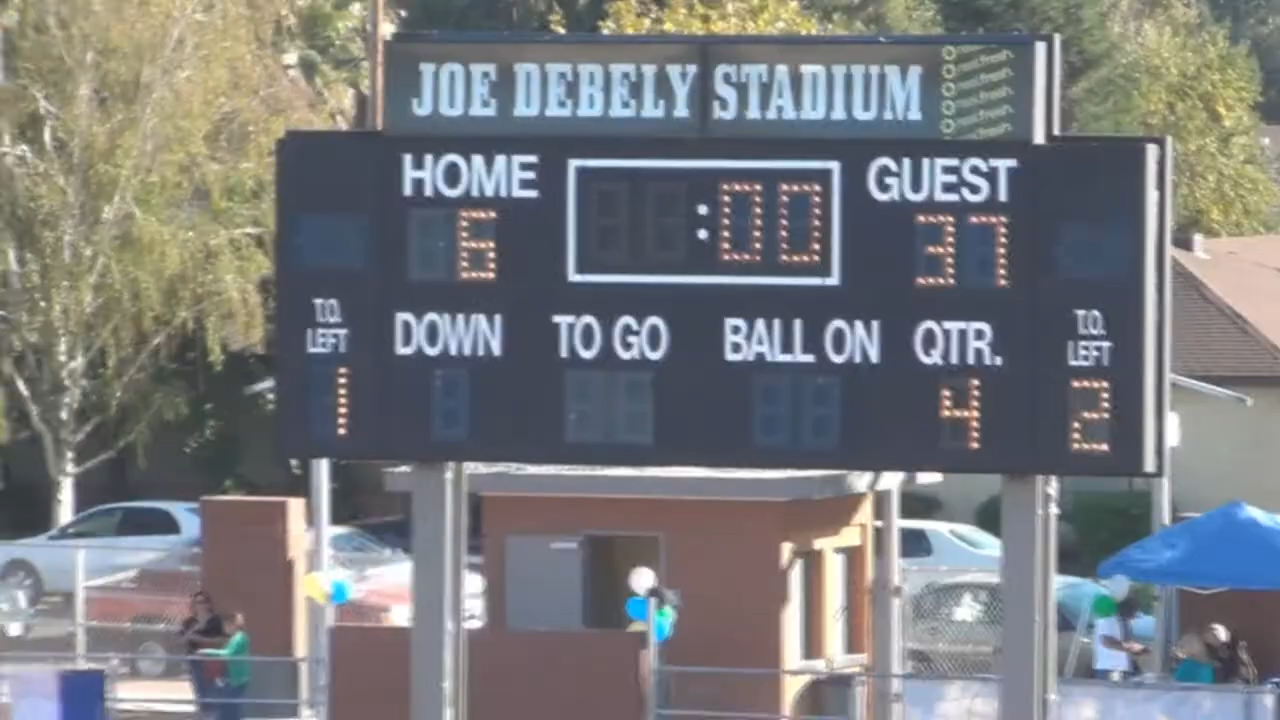 JOE DEBELY STADIUM
HOME :00 GUEST
6 37
T.O. LEFT DOWN TO GO BALL ON QTR. T.O. LEFT
1 4 2